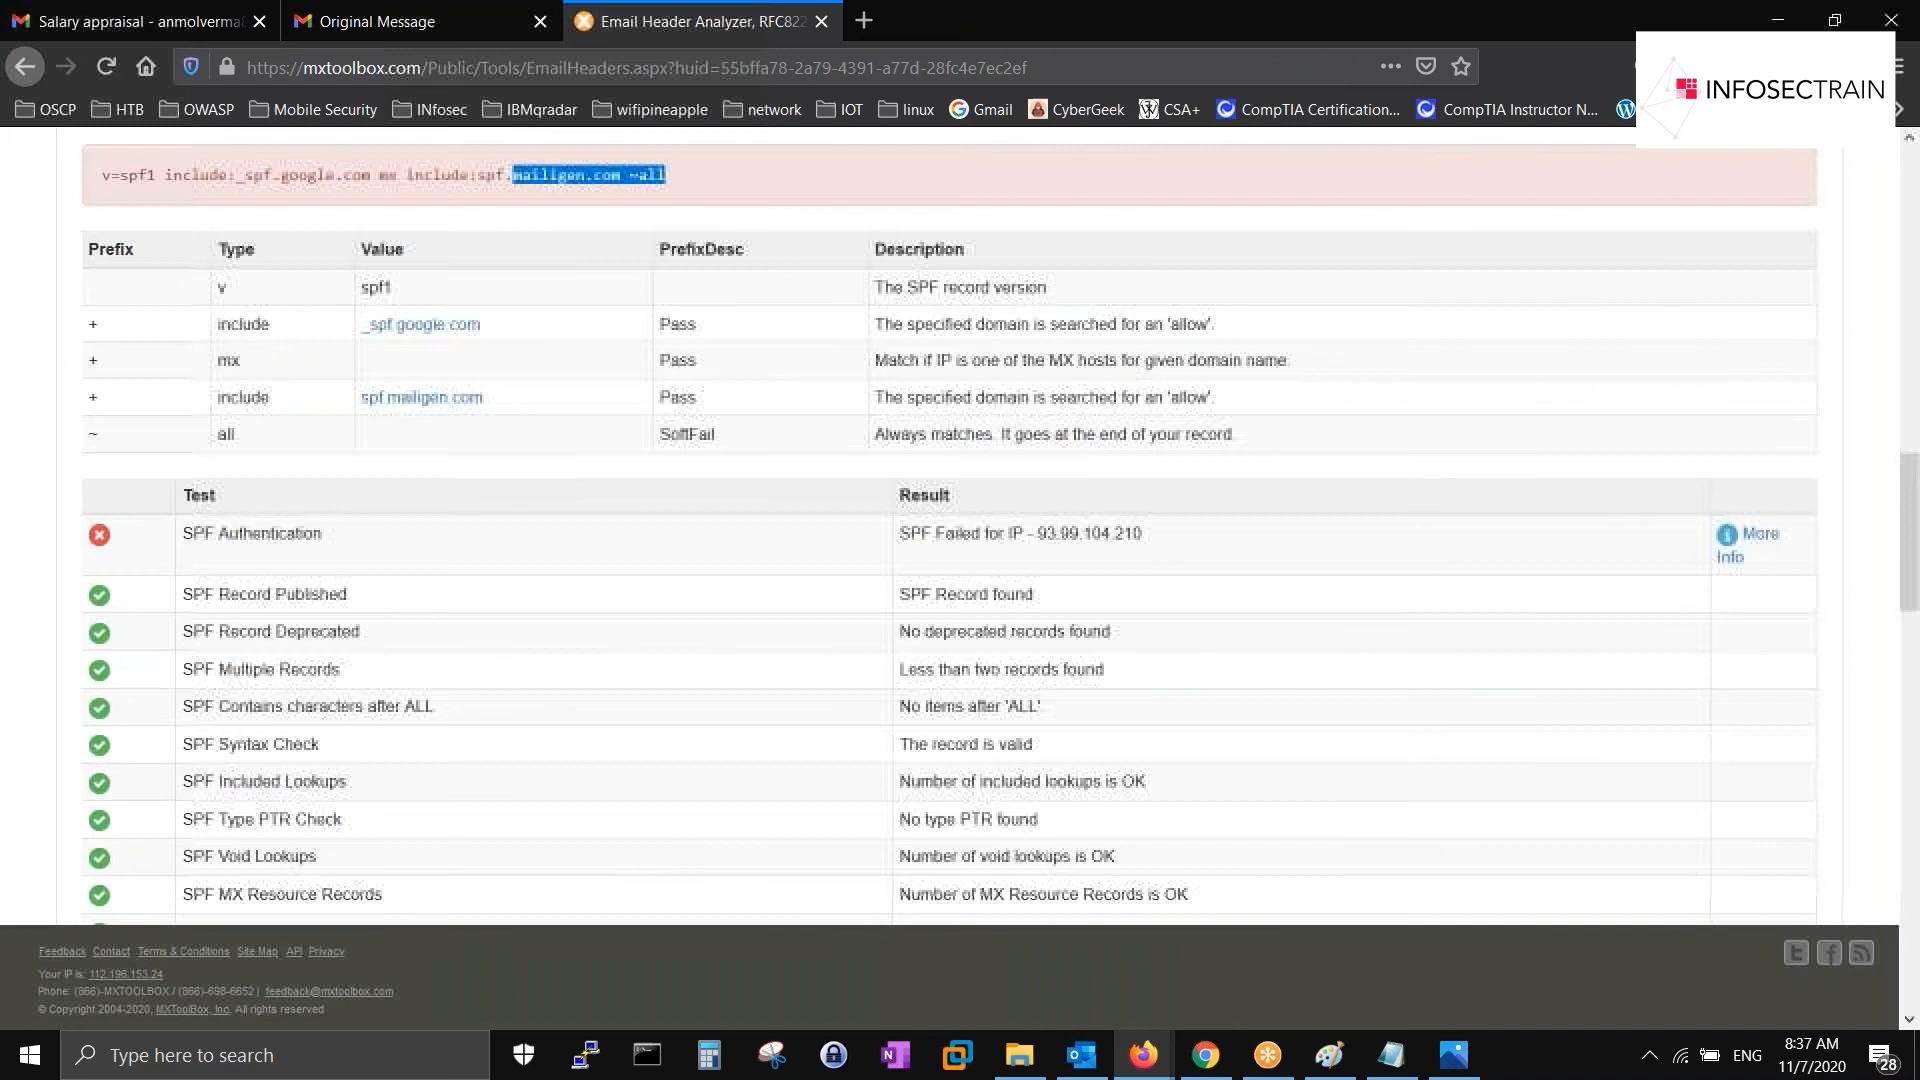 Salary appraisal - anmolverma
Original Message
Email Header Analyzer, RFC822
https://mxtoolbox.com/Public/Tools/EmailHeaders.aspx?huid=55bffa78-2a79-4391-a77d-28fc4e7ec2ef
INFOSECTRAIN
OSCP HTB OWASP Mobile Security INfosec IBMqradar wifipineapple network IOT linux Gmail CyberGeek CSA+ CompTIA Certification... CompTIA Instructor N...
v=spf1 include:_spf.google.com mx include:spf.mailigen.com ~all
Prefix Type Value PrefixDesc Description
v spf1 The SPF record version
+ include _spf.google.com Pass The specified domain is searched for an 'allow'.
+ mx Pass Match if IP is one of the MX hosts for given domain name.
+ include spf.mailigen.com Pass The specified domain is searched for an 'allow'.
~ all SoftFail Always matches. It goes at the end of your record.
Test Result
SPF Authentication SPF Failed for IP - 93.99.104.210 More Info
SPF Record Published SPF Record found
SPF Record Deprecated No deprecated records found
SPF Multiple Records Less than two records found
SPF Contains characters after ALL No items after 'ALL'.
SPF Syntax Check The record is valid
SPF Included Lookups Number of included lookups is OK
SPF Type PTR Check No type PTR found
SPF Void Lookups Number of void lookups is OK
SPF MX Resource Records Number of MX Resource Records is OK
Feedback Contact Terms & Conditions Site Map API Privacy
Your IP is: 112.196.153.24
Phone: (866)-MXTOOLBOX / (866)-698-6652 | feedback@mxtoolbox.com
© Copyright 2004-2020, MXToolBox, Inc. All rights reserved
Type here to search
ENG
8:37 AM
11/7/2020
28